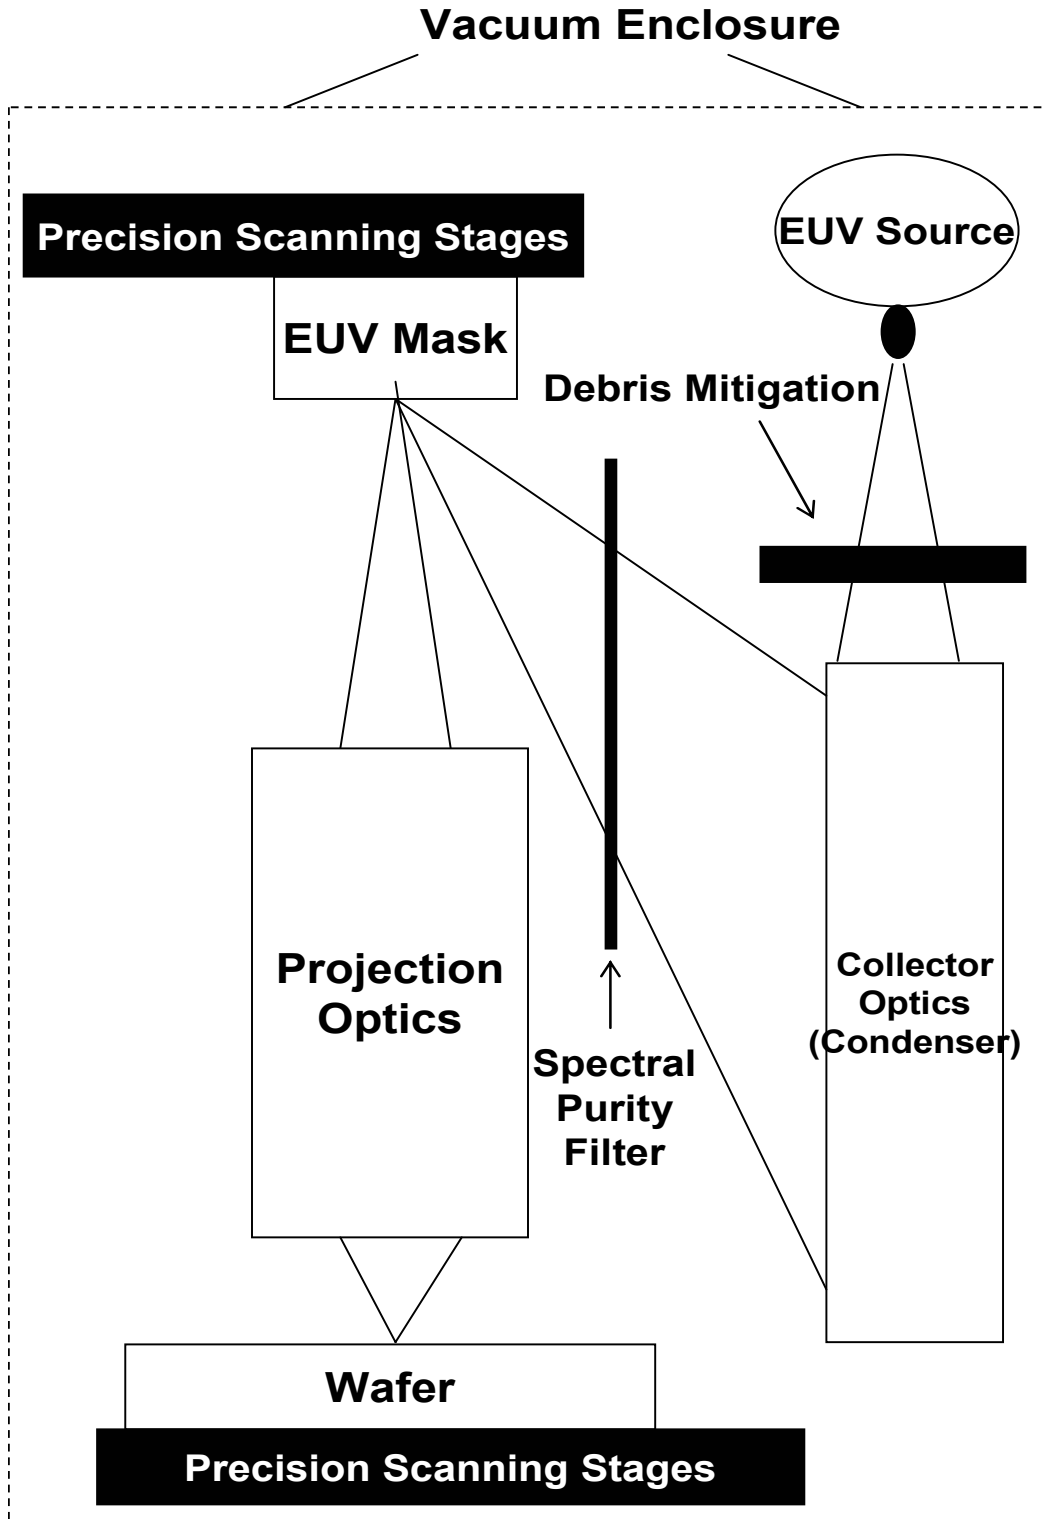 Vacuum Enclosure
Precision Scanning Stages
EUV Source
EUV Mask
Debris Mitigation
Projection
Optics
Collector
Optics
(Condenser)
Spectral
Purity
Filter
Wafer
Precision Scanning Stages